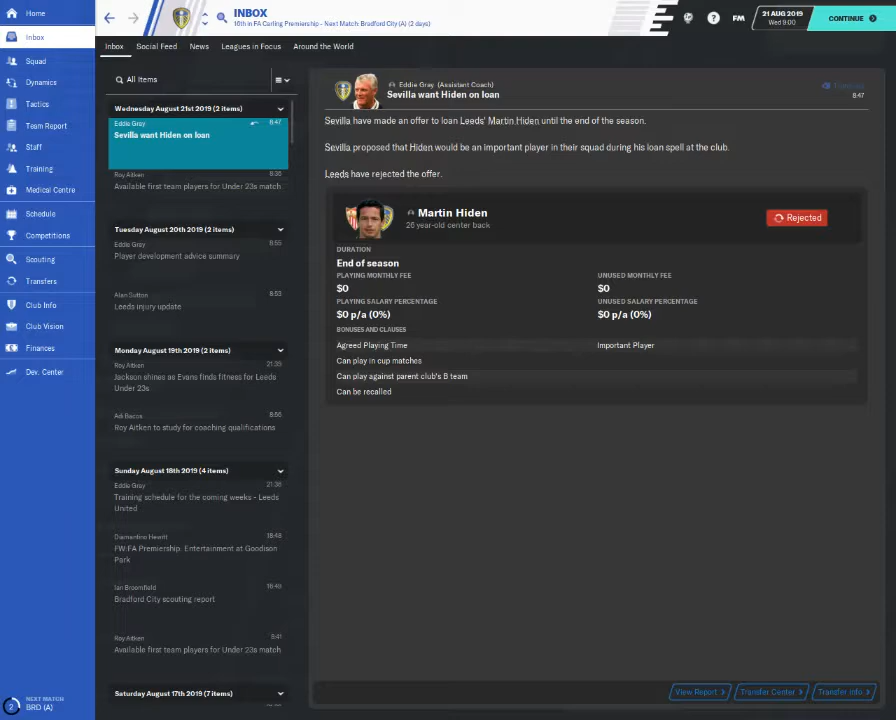 Home
Inbox
Squad
Dynamics
Tactics
Team Report
Staff
Training
Medical Centre
Schedule
Competitions
Scouting
Transfers
Club Info
Club Vision
Finances
Dev. Center
2
NEXT MATCH
BRD (A)
INBOX
16th in FA Carling Premiership - Next Match: Bradford City (A) (2 days)
?
FM
21 AUG 2019
Wed 9:00
CONTINUE
Inbox
Social Feed
News
Leagues in Focus
Around the World
All Items
Wednesday August 21st 2019 (2 items)
Eddie Gray 8:47
Sevilla want Hiden on loan
Roy Aitken 8:36
Available first team players for Under 23s match
Tuesday August 20th 2019 (2 items)
Eddie Gray 8:55
Player development advice summary
Alan Sutton 8:53
Leeds injury update
Monday August 19th 2019 (2 items)
Roy Aitken 21:39
Jackson shines as Evans finds fitness for Leeds
Under 23s
Adi Bacos 8:56
Roy Aitken to study for coaching qualifications
Sunday August 18th 2019 (4 items)
Eddie Gray 21:38
Training schedule for the coming weeks - Leeds
United
Diamantino Hewitt 18:48
FW:FA Premiership: Entertainment at Goodison
Park
Ian Broomfield
Bradford City scouting report
Roy Aitken 8:41
Available first team players for Under 23s match
Saturday August 17th 2019 (7 items)
Eddie Gray (Assistant Coach)
Sevilla want Hiden on loan
8:47
Sevilla have made an offer to loan Leeds' Martin Hiden until the end of the season.
Sevilla proposed that Hiden would be an important player in their squad during his loan spell at the club.
Leeds have rejected the offer.
Martin Hiden
26 year-old center back
Rejected
DURATION
End of season
PLAYING MONTHLY FEE UNUSED MONTHLY FEE
$0 $0
PLAYING SALARY PERCENTAGE UNUSED SALARY PERCENTAGE
$0 p/a (0%) $0 p/a (0%)
BONUSES AND CLAUSES
Agreed Playing Time Important Player
Can play in cup matches
Can play against parent club's B team
Can be recalled
View Report
Transfer Center
Transfer Info